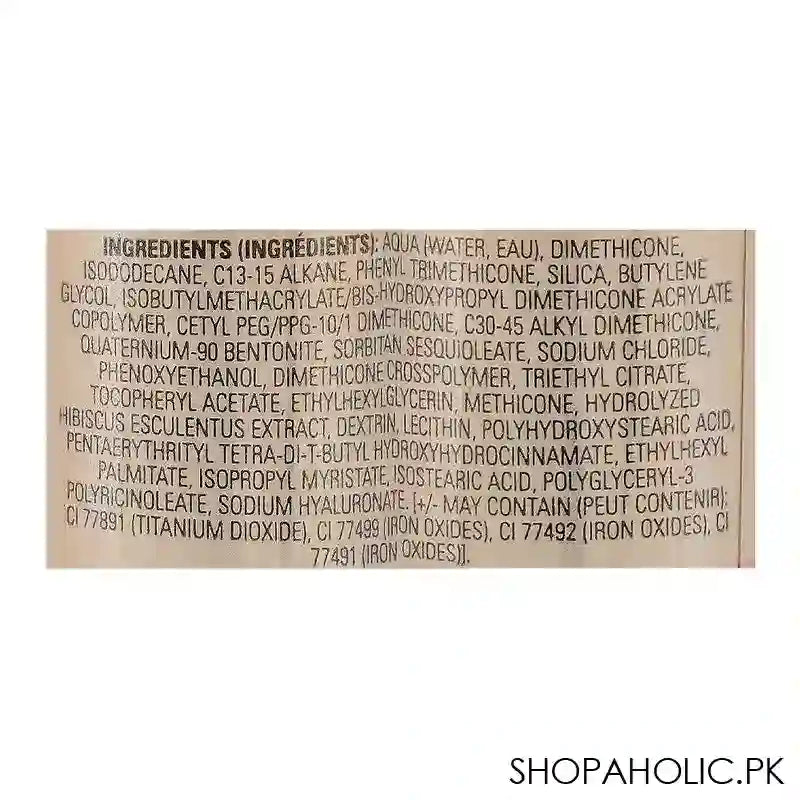 INGREDIENTS (INGRÉDIENTS): AQUA (WATER, EAU), DIMETHICONE,
ISODODECANE, C13-15 ALKANE, PHENYL TRIMETHICONE, SILICA, BUTYLENE
GLYCOL, ISOBUTYLMETHACRYLATE/BIS-HYDROXYPROPYL DIMETHICONE ACRYLATE
COPOLYMER, CETYL PEG/PPG-10/1 DIMETHICONE, C30-45 ALKYL DIMETHICONE,
QUATERNIUM-90 BENTONITE, SORBITAN SESQUIOLEATE, SODIUM CHLORIDE,
PHENOXYETHANOL, DIMETHICONE CROSSPOLYMER, TRIETHYL CITRATE,
TOCOPHERYL ACETATE, ETHYLHEXYLGLYCERIN, METHICONE, HYDROLYZED
HIBISCUS ESCULENTUS EXTRACT, DEXTRIN, LECITHIN, POLYHYDROXYSTEARIC ACID,
PENTAERYTHRITYL TETRA-DI-T-BUTYL HYDROXYHYDROCINNAMATE, ETHYLHEXYL
PALMITATE, ISOPROPYL MYRISTATE, ISOSTEARIC ACID, POLYGLYCERYL-3
POLYRICINOLEATE, SODIUM HYALURONATE. [+/- MAY CONTAIN (PEUT CONTENIR):
CI 77891 (TITANIUM DIOXIDE), CI 77499 (IRON OXIDES), CI 77492 (IRON OXIDES), CI
77491 (IRON OXIDES)].
SHOPAHOLIC.PK